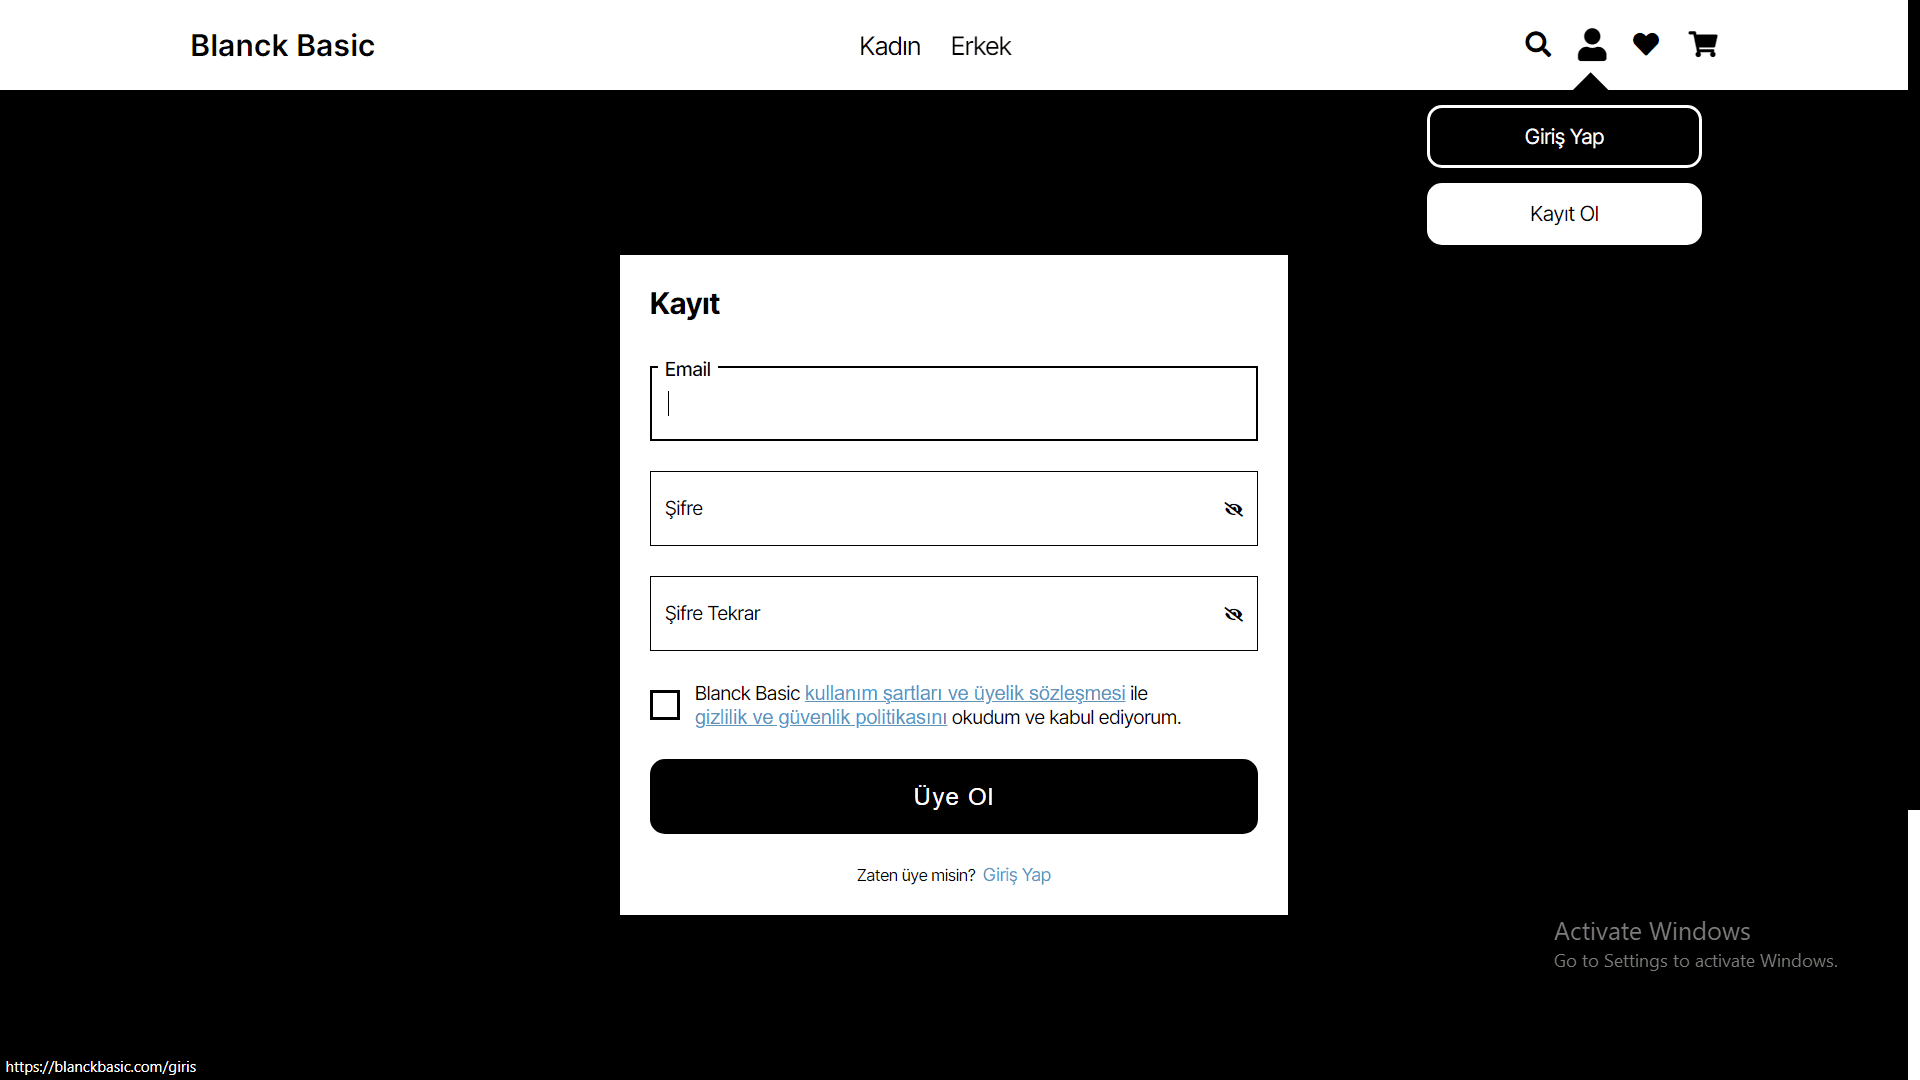 Blanck Basic
Kadın
Erkek
Giriş Yap
Kayıt Ol
Kayıt
Email
Şifre
Şifre Tekrar
Blanck Basic kullanım şartları ve üyelik sözleşmesi ile
gizlilik ve güvenlik politikasını okudum ve kabul ediyorum.
Üye Ol
Zaten üye misin? Giriş Yap
Activate Windows
Go to Settings to activate Windows.
https://blanckbasic.com/giris